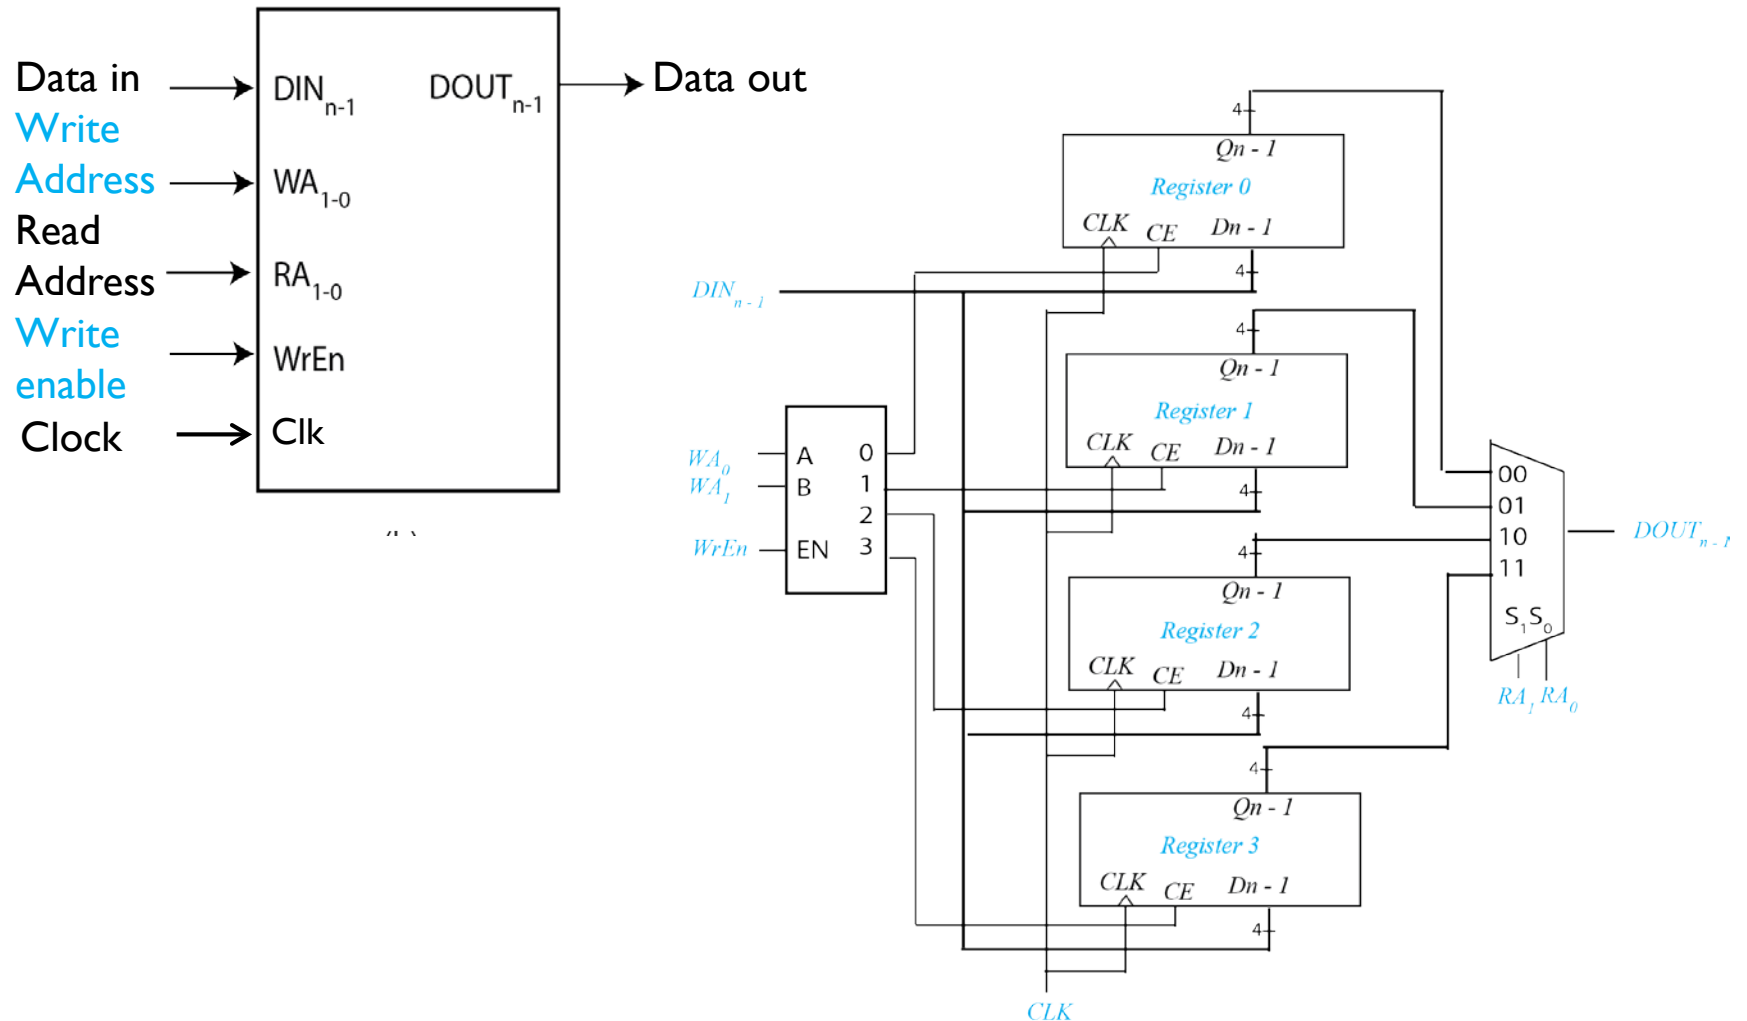 Data in
Write
Address
Read
Address
Write
enable
Clock
DINn-1
DOUTn-1
WA1-0
RA1-0
WrEn
Clk
Data out
4
Qn - 1
Register 0
CLK CE Dn - 1
4
DINn - 1
4
Qn - 1
Register 1
CLK CE Dn - 1
4
WA0
WA1
WrEn
A 0
B 1
2
EN 3
4
Qn - 1
Register 2
CLK CE Dn - 1
4
4
Qn - 1
Register 3
CLK CE Dn - 1
4
CLK
00
01
10
11
S1S0
RA1 RA0
DOUTn - 1